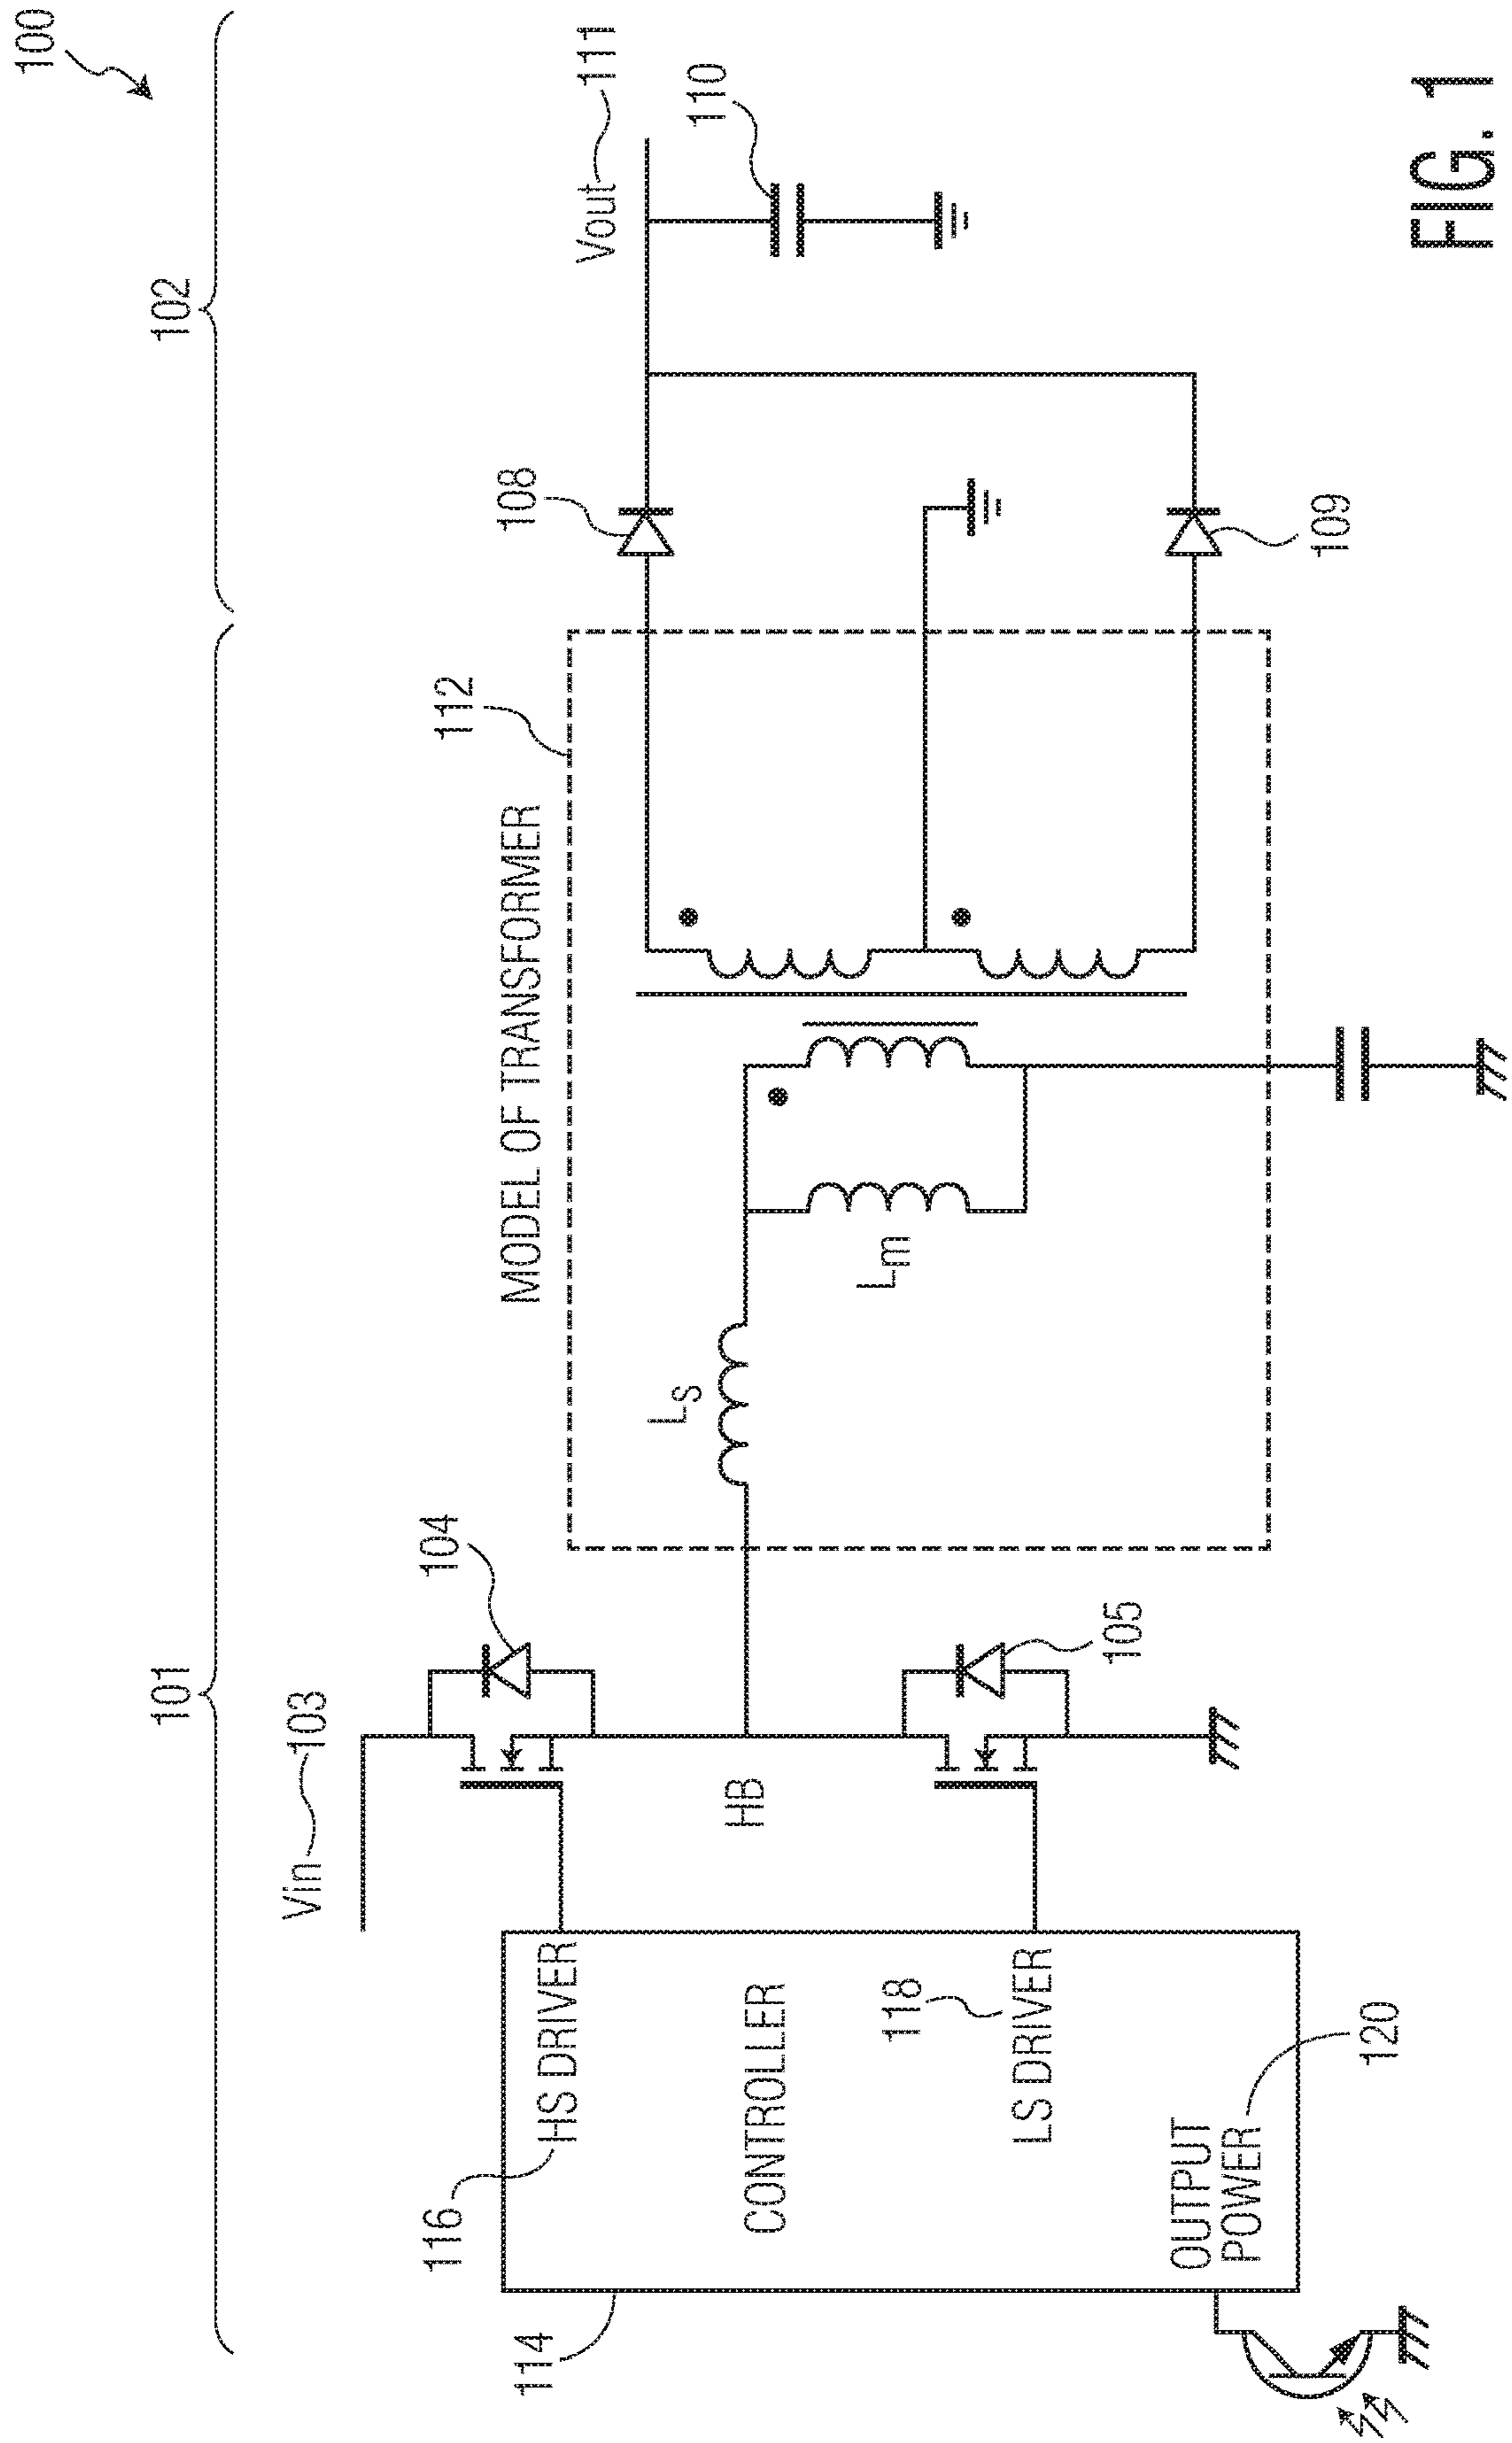 100
101
102
Vin 103
104
MODEL OF TRANSFORMER
112
108
Vout 111
110
116
HS DRIVER
114
CONTROLLER
HB
Ls
Lm
118
LS DRIVER
105
109
OUTPUT
POWER
120
FIG. 1